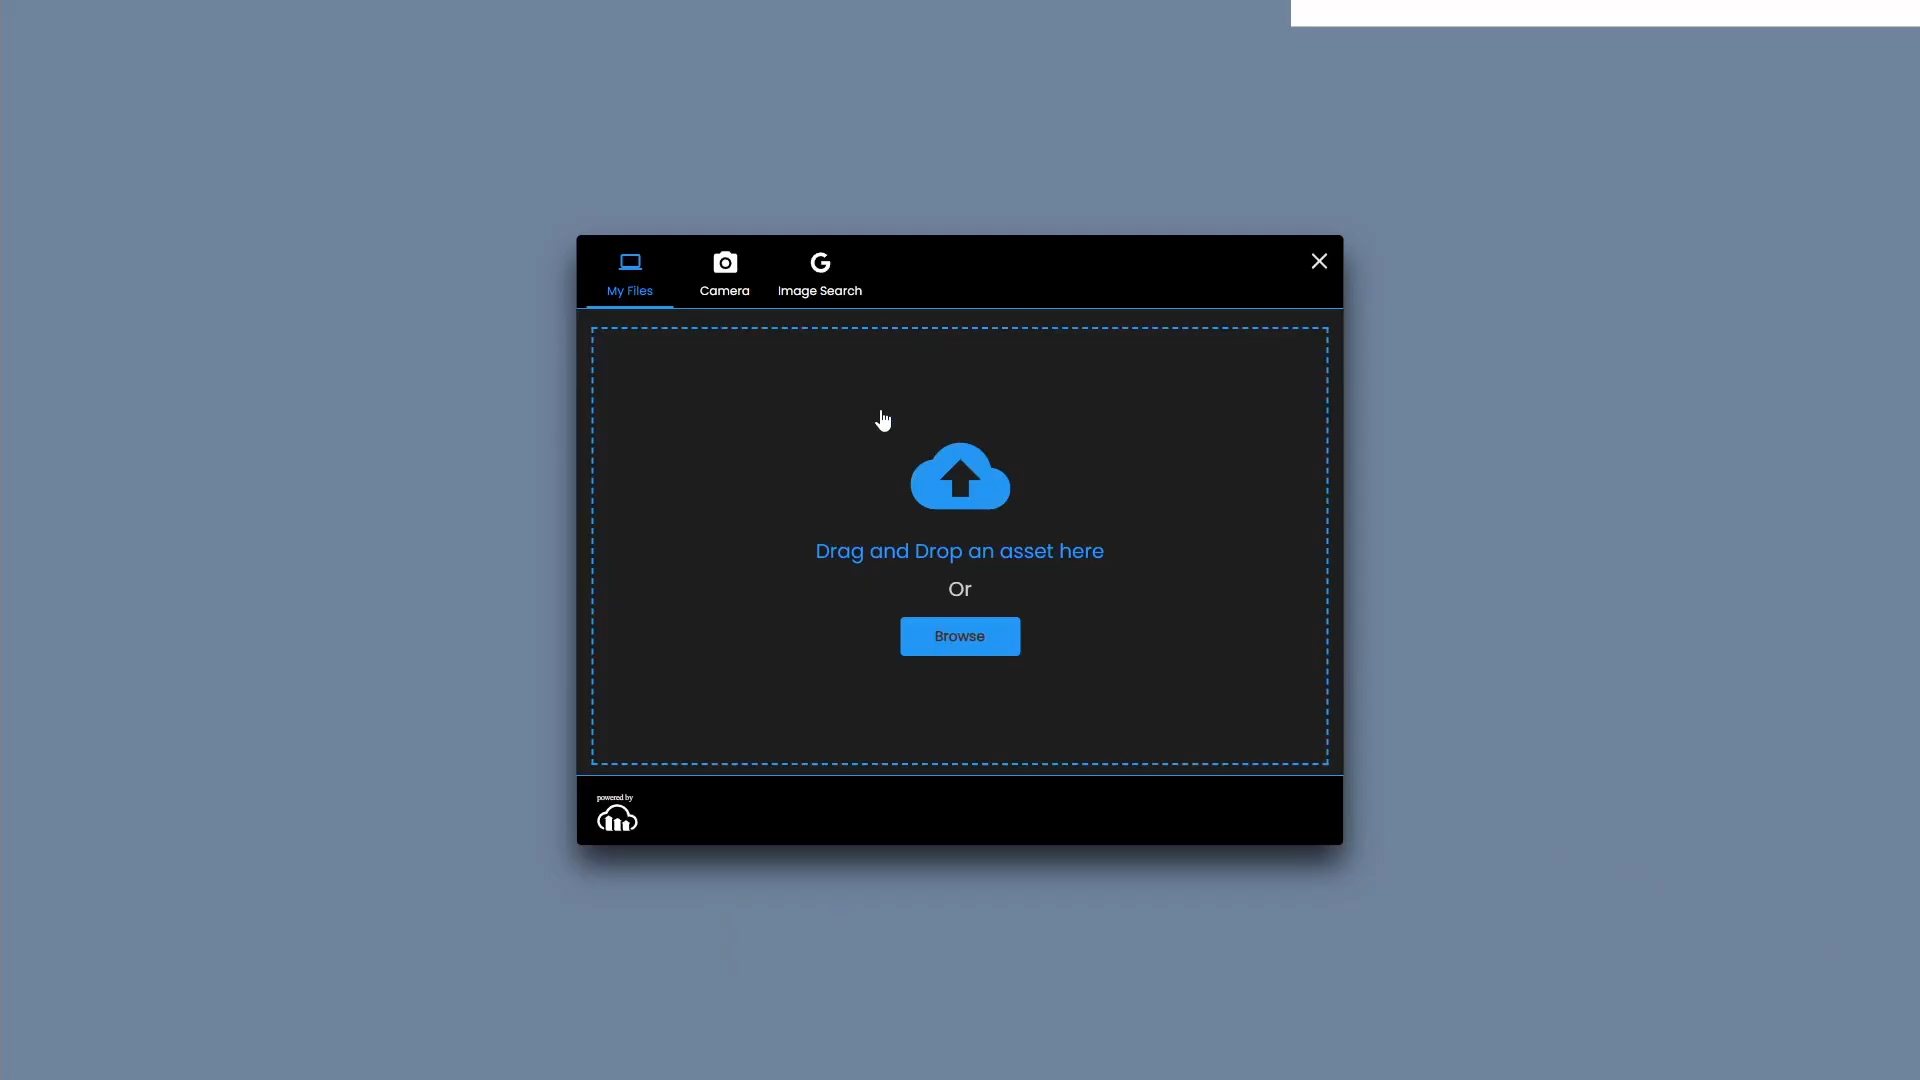 My Files
Camera
Image Search
Drag and Drop an asset here
Or
Browse
powered by